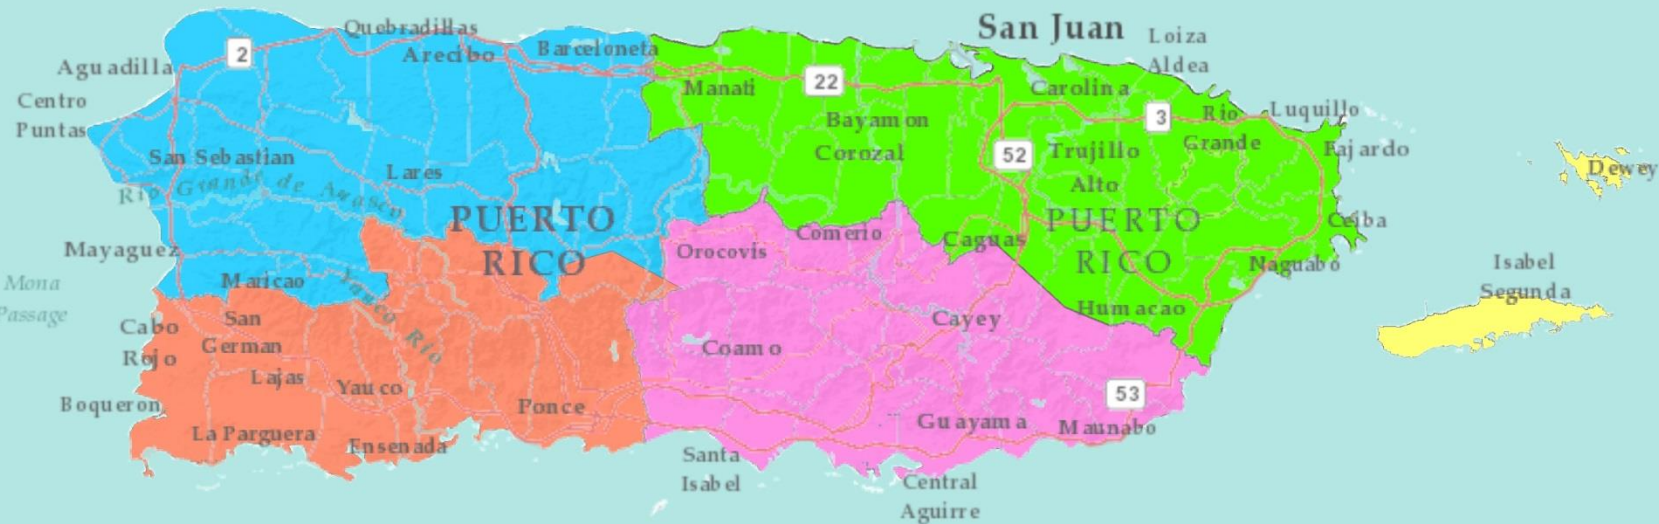 San Juan
Loiza
Aldea
Quebradillas
Arecibo
Barceloneta
2
Aguadilla
Centro
Puntas
Manati
22
Carolina
Rio
Grande
Luquillo
3
Bayamon
Corozal
52
Trujillo
Alto
Fajardo
Dewey
San Sebastian
Lares
Rio Grande de Anasco
PUERTO
RICO
PUERTO
RICO
Ceiba
Mayaguez
Orocovis
Comerio
Caguas
Naguabo
Isabel
Segunda
Mona
Passage
Maricao
Yauco Rio
Humacao
Cabo
Rojo
San
German
Cayey
Coamo
Lajas
Yauco
53
Boqueron
Ponce
Guayama
Maunabo
La Parguera
Ensenada
Santa
Isabel
Central
Aguirre